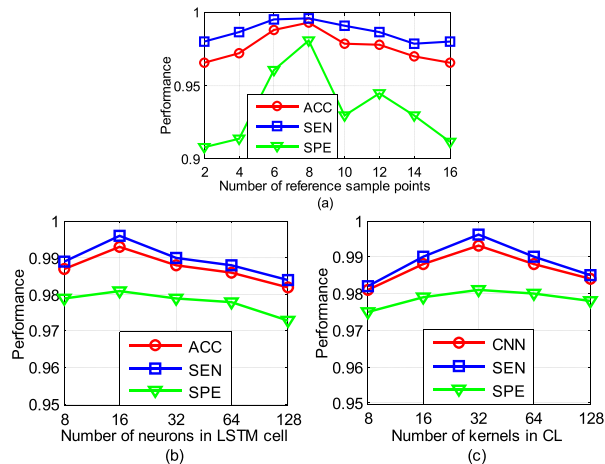 1
0.95
0.9
Performance
ACC
SEN
SPE
2 4 6 8 10 12 14 16
Number of reference sample points
(a)
1
0.99
0.98
0.97
0.96
0.95
Performance
ACC
SEN
SPE
8 16 32 64 128
Number of neurons in LSTM cell
(b)
1
0.99
0.98
0.97
0.96
0.95
Performance
CNN
SEN
SPE
8 16 32 64 128
Number of kernels in CL
(c)